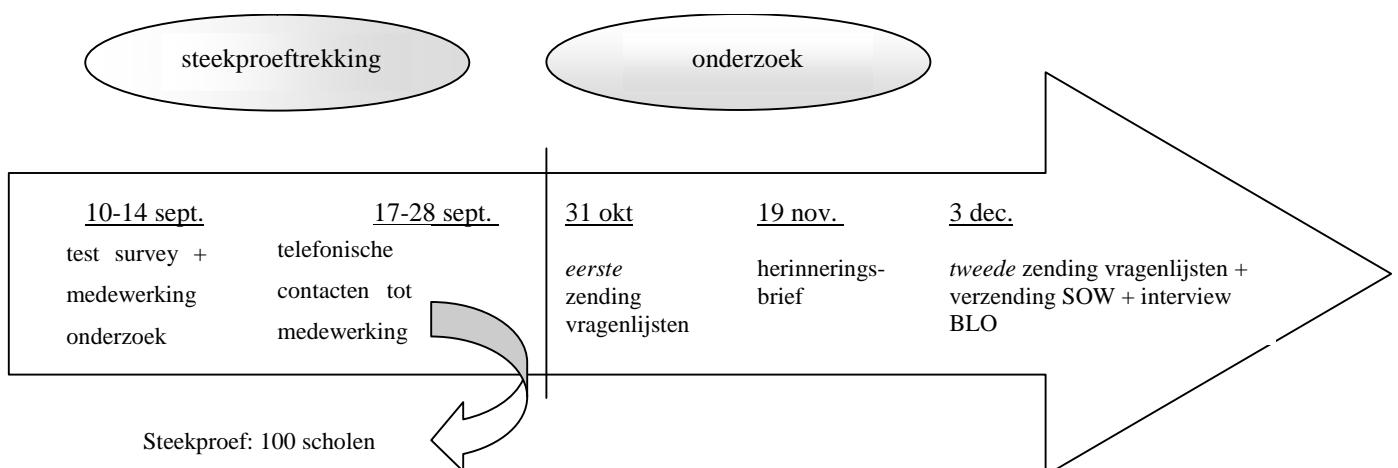 steekproeftrekking
onderzoek
10-14 sept.
test survey +
medewerking
onderzoek
17-28 sept.
telefonische
contacten tot
medewerking
31 okt
eerste
zending
vragenlijsten
19 nov.
herinnerings-
brief
3 dec.
tweede zending vragenlijsten +
verzending SOW + interview
BLO
Steekproef: 100 scholen